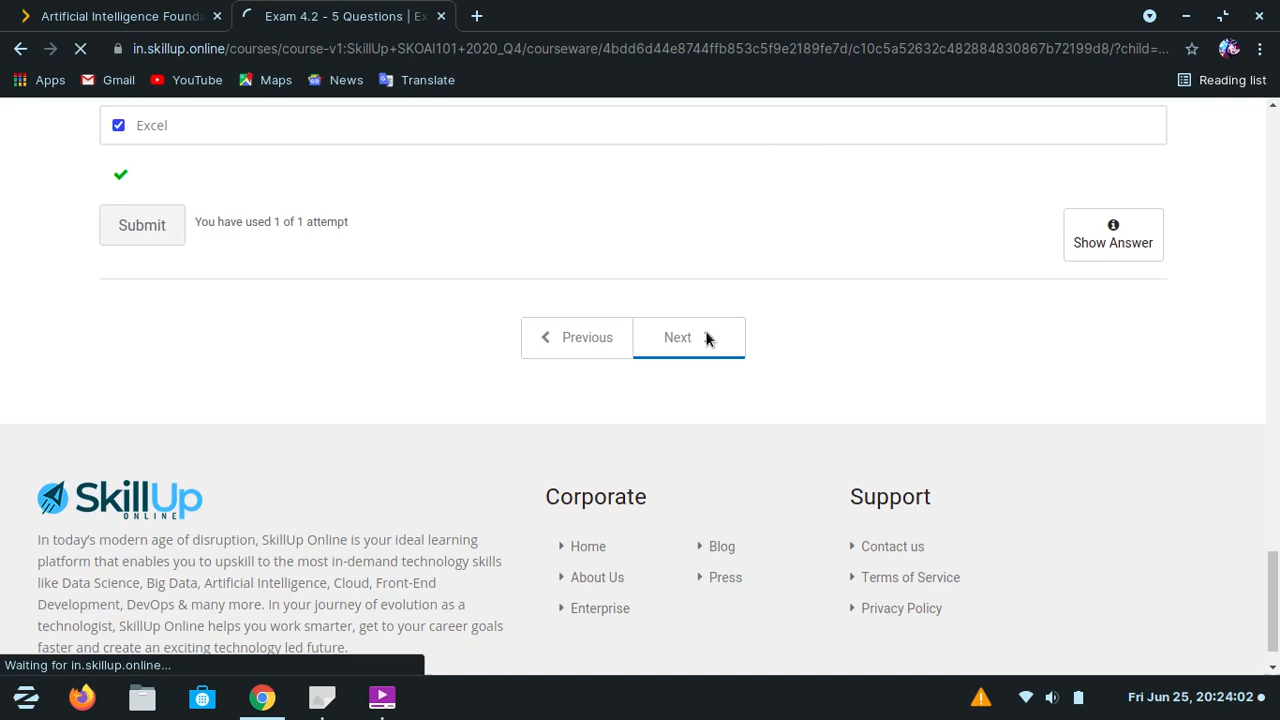 Artificial Intelligence Founda
Exam 4.2 - 5 Questions | Ex
in.skillup.online/courses/course-v1:SkillUp+SKOAI101+2020_Q4/courseware/4bdd6d44e8744ffb853c5f9e2189fe7d/c10c5a52632c482884830867b72199d8/?child=...
Apps Gmail YouTube Maps News Translate Reading list
Excel
Submit You have used 1 of 1 attempt
Show Answer
Previous Next
SkillUp
ONLINE
In today's modern age of disruption, SkillUp Online is your ideal learning
platform that enables you to upskill to the most in-demand technology skills
like Data Science, Big Data, Artificial Intelligence, Cloud, Front-End
Development, DevOps & many more. In your journey of evolution as a
technologist, SkillUp Online helps you work smarter, get to your career goals
faster and create an exciting technology led future.
Corporate
Home
About Us
Enterprise
Blog
Press
Support
Contact us
Terms of Service
Privacy Policy
Waiting for in.skillup.online...
Fri Jun 25, 20:24:02